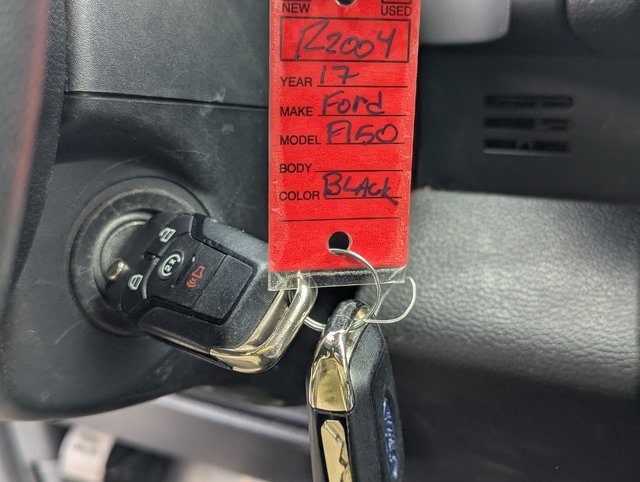 NEW USED
R2004
YEAR 17
MAKE Ford
MODEL F150
BODY
COLOR BLACK